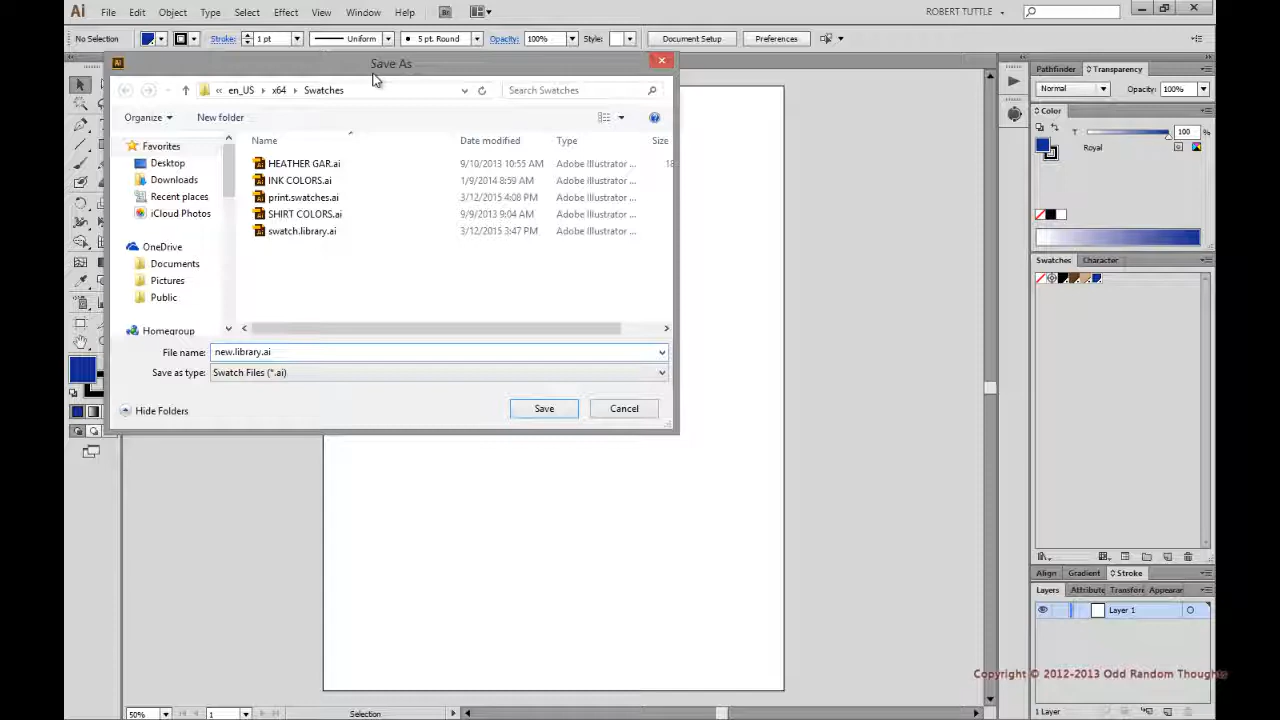 Ai File Edit Object Type Select Effect View Window Help Br ROBERT TUTTLE
No Selection Stroke: 1 pt Uniform 5 pt. Round Opacity: 100% Style: Document Setup Preferences
Ai Save As
« en_US x64 Swatches Search Swatches
Organize New folder
Favorites
Desktop
Downloads
Recent places
iCloud Photos
OneDrive
Documents
Pictures
Public
Homegroup
Name Date modified Type Size
HEATHER GAR.ai 9/10/2013 10:55 AM Adobe Illustrator ... 18
INK COLORS.ai 1/9/2014 8:59 AM Adobe Illustrator ...
print.swatches.ai 3/12/2015 4:08 PM Adobe Illustrator ...
SHIRT COLORS.ai 9/9/2013 9:04 AM Adobe Illustrator ...
swatch.library.ai 3/12/2015 3:47 PM Adobe Illustrator ...
File name: new.library.ai
Save as type: Swatch Files (*.ai)
Hide Folders Save Cancel
Pathfinder Transparency
Normal Opacity: 100%
Color
T 100 %
Royal
Swatches Character
Align Gradient Stroke
Layers Attribute Transforr Appearar
Layer 1
Copyright © 2012-2013 Odd Random Thoughts
50% 1 Selection 1 Layer